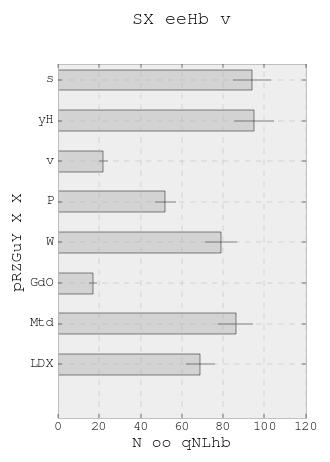 SX eeHb v
pRZGuY X X
s
yH
v
P
W
GdO
Mtd
LDX
0 20 40 60 80 100 120
N oo qNLhb